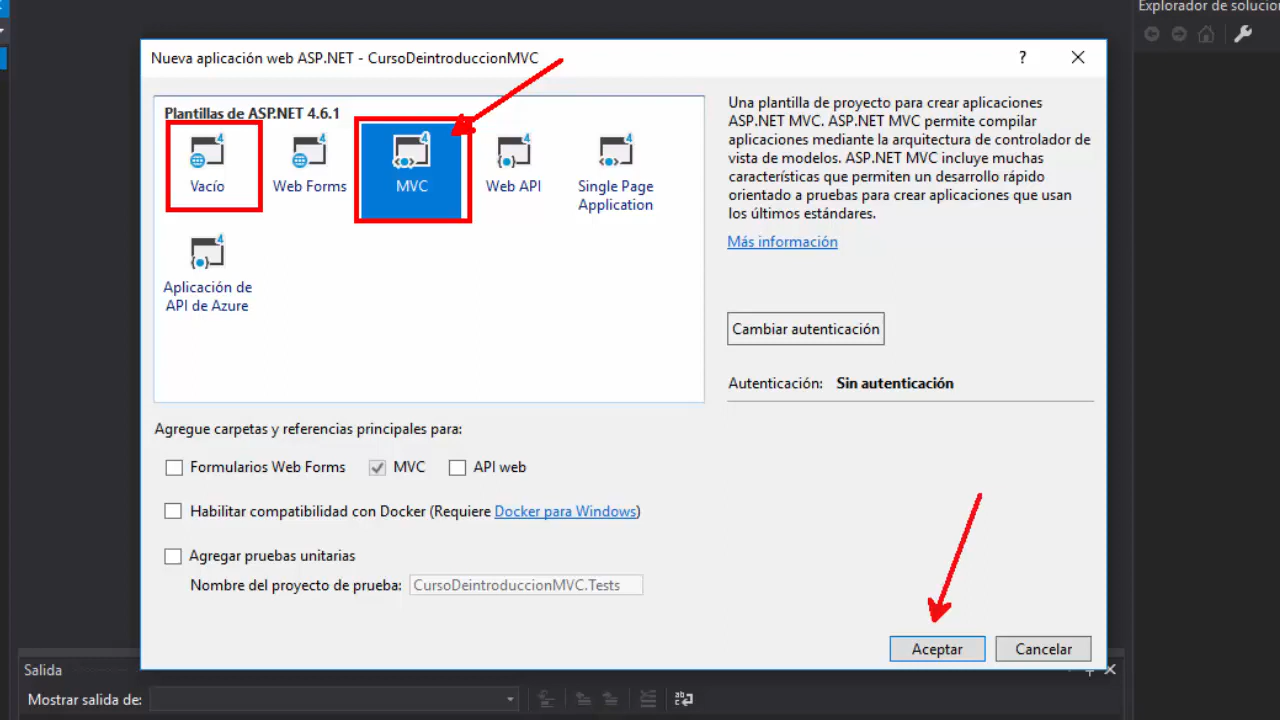 Explorador de solucio
Nueva aplicación web ASP.NET - CursoDeintroduccionMVC
?
Plantillas de ASP.NET 4.6.1
Vacío
Web Forms
MVC
Web API
Single Page
Application
Aplicación de
API de Azure
Una plantilla de proyecto para crear aplicaciones
ASP.NET MVC. ASP.NET MVC permite compilar
aplicaciones mediante la arquitectura de controlador de
vista de modelos. ASP.NET MVC incluye muchas
características que permiten un desarrollo rápido
orientado a pruebas para crear aplicaciones que usan
los últimos estándares.
Más información
Cambiar autenticación
Autenticación: Sin autenticación
Agregue carpetas y referencias principales para:
Formularios Web Forms MVC API web
Habilitar compatibilidad con Docker (Requiere Docker para Windows)
Agregar pruebas unitarias
Nombre del proyecto de prueba: CursoDeintroduccionMVC.Tests
Aceptar Cancelar
Salida
Mostrar salida de: